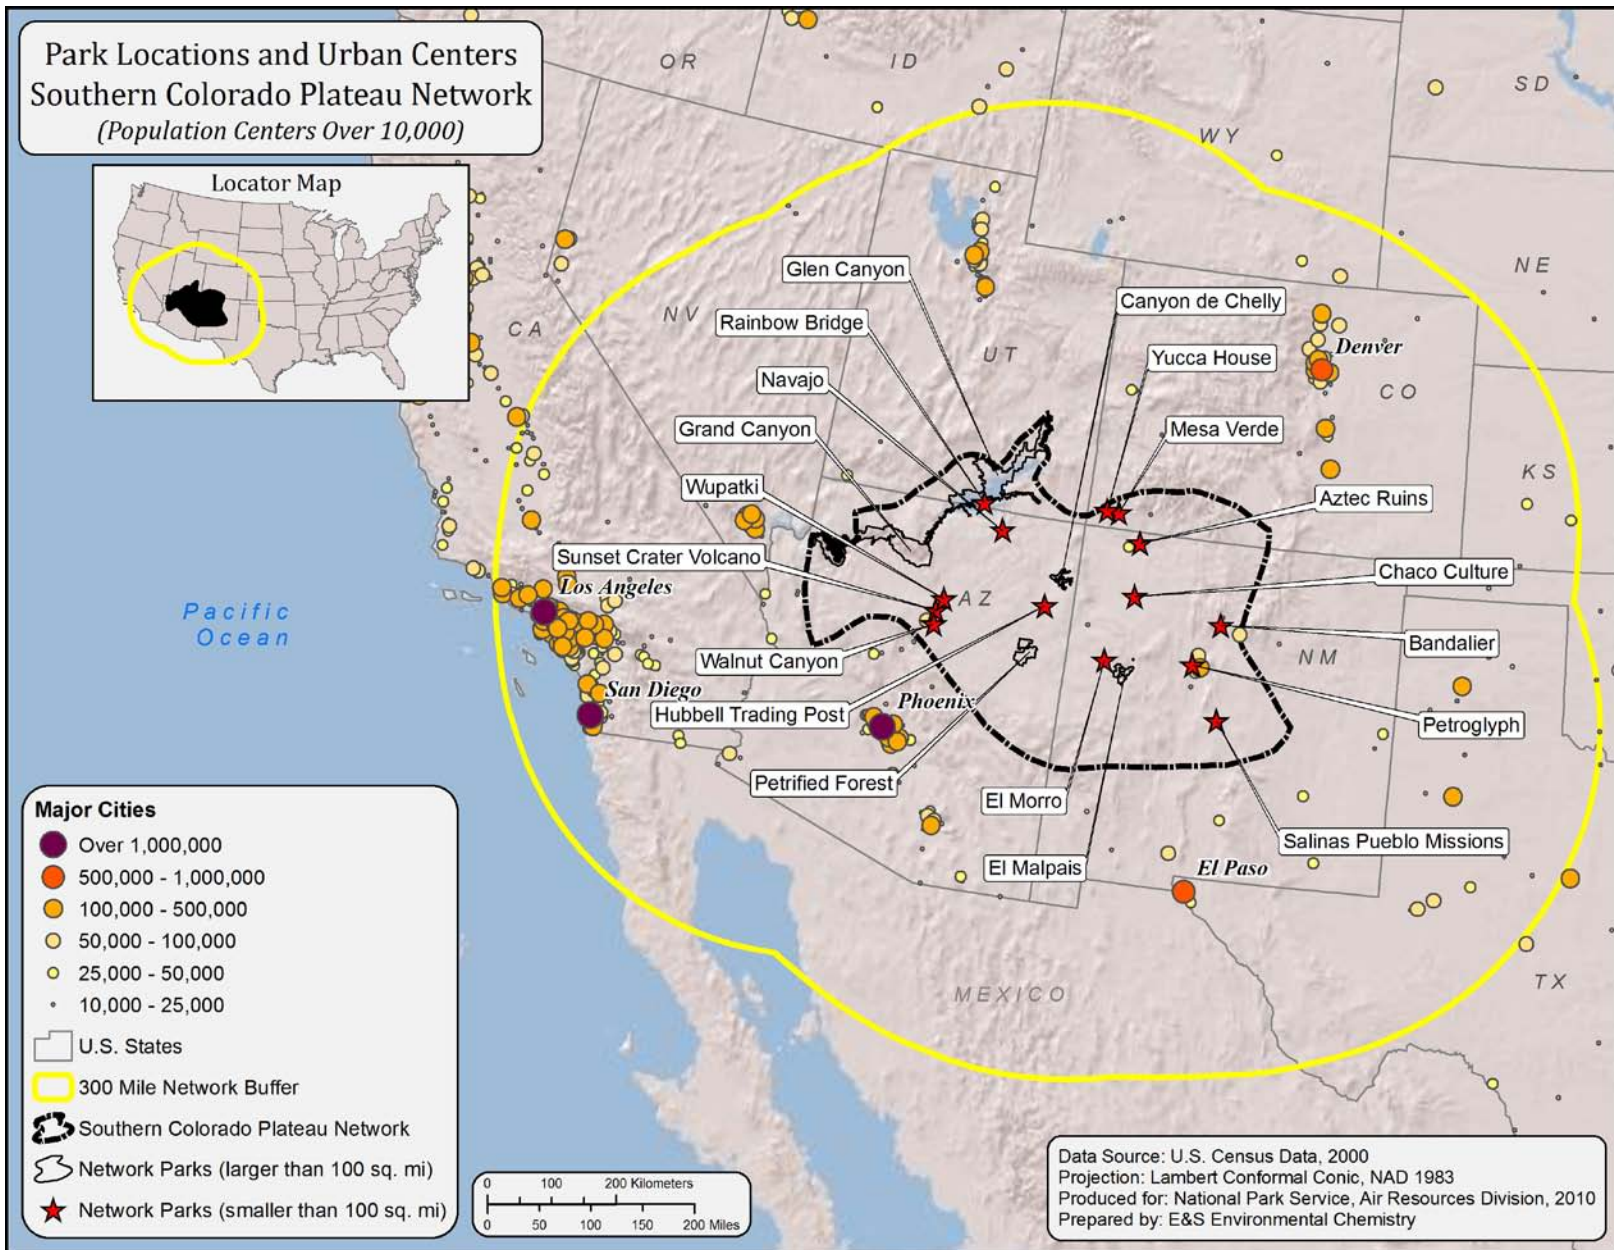 Park Locations and Urban Centers
Southern Colorado Plateau Network
(Population Centers Over 10,000)
Locator Map
OR
ID
WY
SD
NE
NV
CA
UT
CO
KS
AZ
NM
TX
MEXICO
Pacific
Ocean
Glen Canyon
Rainbow Bridge
Navajo
Grand Canyon
Wupatki
Sunset Crater Volcano
Walnut Canyon
Hubbell Trading Post
Petrified Forest
El Morro
El Malpais
Canyon de Chelly
Yucca House
Mesa Verde
Aztec Ruins
Chaco Culture
Bandalier
Petroglyph
Salinas Pueblo Missions
Denver
Los Angeles
San Diego
Phoenix
El Paso
Major Cities
Over 1,000,000
500,000 - 1,000,000
100,000 - 500,000
50,000 - 100,000
25,000 - 50,000
10,000 - 25,000
U.S. States
300 Mile Network Buffer
Southern Colorado Plateau Network
Network Parks (larger than 100 sq. mi)
Network Parks (smaller than 100 sq. mi)
0 100 200 Kilometers
0 50 100 200 Miles
Data Source: U.S. Census Data, 2000
Projection: Lambert Conformal Conic, NAD 1983
Produced for: National Park Service, Air Resources Division, 2010
Prepared by: E&S Environmental Chemistry